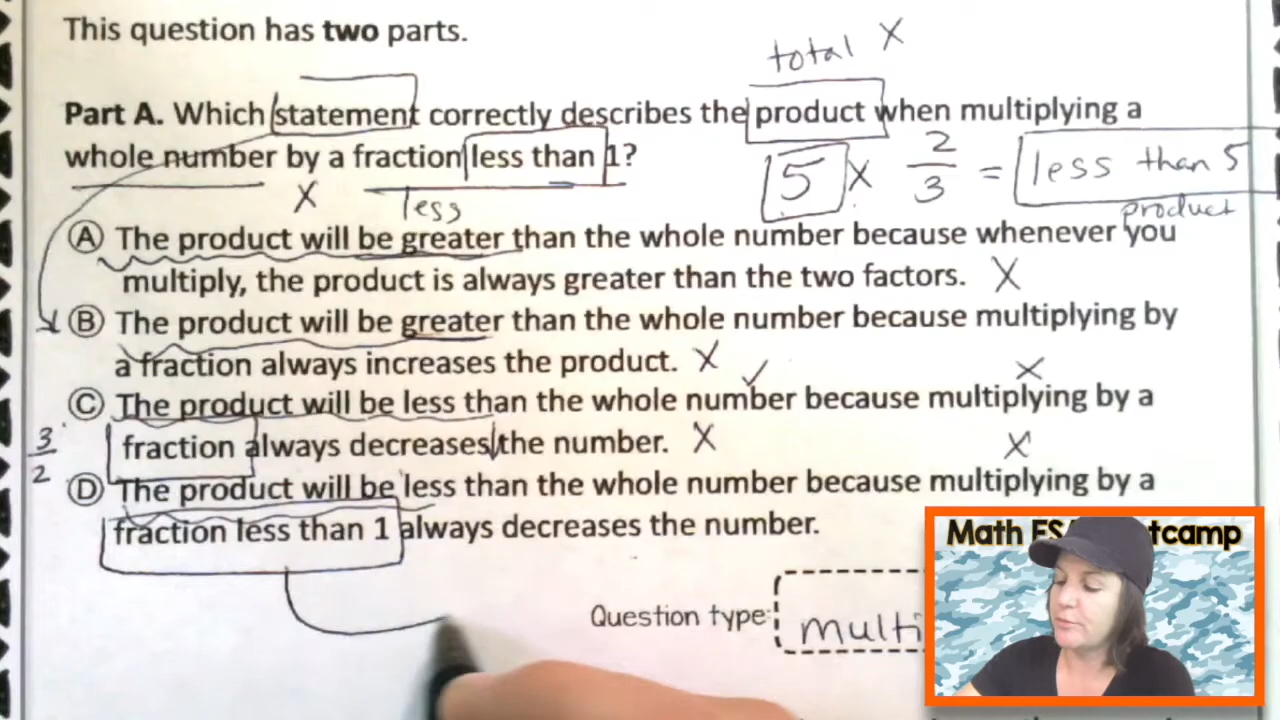 This question has two parts.
total X
Part A. Which statement correctly describes the product when multiplying a
whole number by a fraction less than 1?
5 x 2/3 = less than 5
X less
product
A The product will be greater than the whole number because whenever you
multiply, the product is always greater than the two factors. X
B The product will be greater than the whole number because multiplying by
a fraction always increases the product. X
✓ X
C The product will be less than the whole number because multiplying by a
fraction always decreases the number. X
3/2
X
D The product will be less than the whole number because multiplying by a
fraction less than 1 always decreases the number.
Math
tcamp
Question type: multi